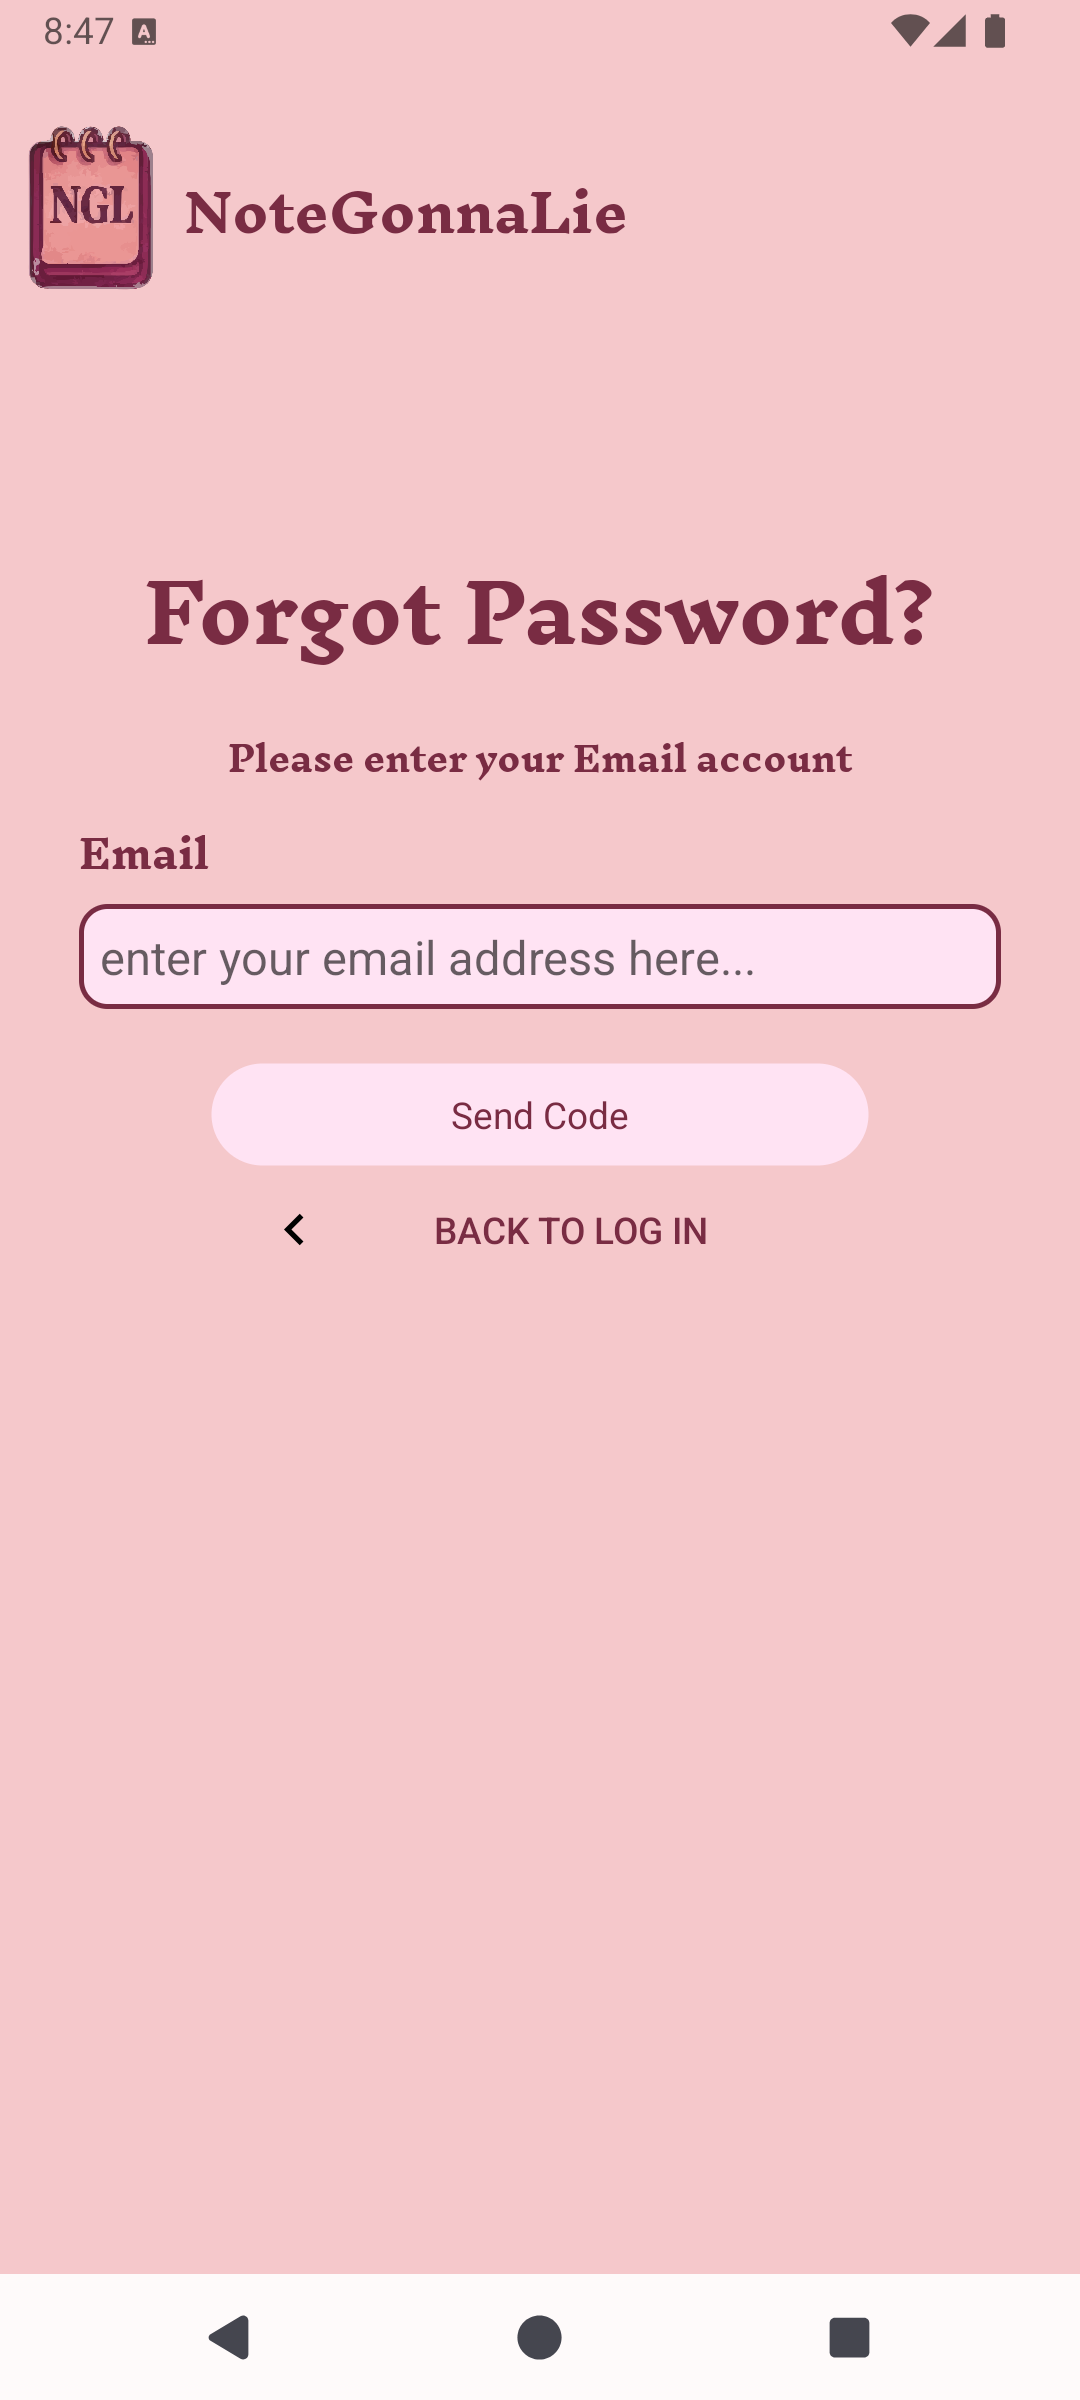 8:47
NGL
NoteGonnaLie
Forgot Password?
Please enter your Email account
Email
enter your email address here...
Send Code
BACK TO LOG IN